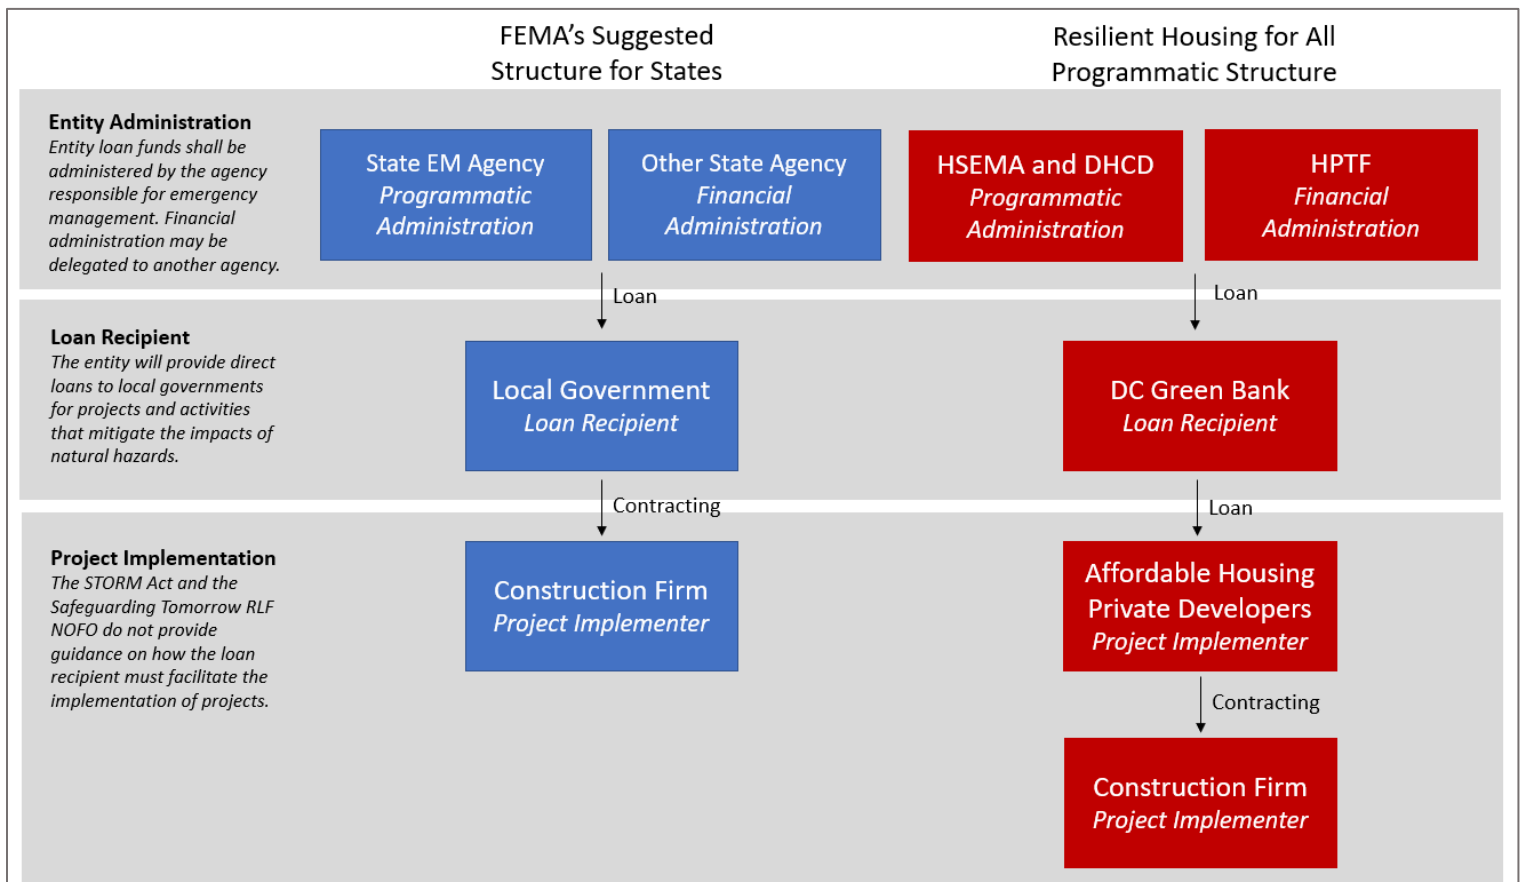 FEMA's Suggested
Structure for States
Resilient Housing for All
Programmatic Structure
Entity Administration
Entity loan funds shall be
administered by the agency
responsible for emergency
management. Financial
administration may be
delegated to another agency.
State EM Agency
Programmatic
Administration
Other State Agency
Financial
Administration
HSEMA and DHCD
Programmatic
Administration
HPTF
Financial
Administration
Loan
Loan
Loan Recipient
The entity will provide direct
loans to local governments
for projects and activities
that mitigate the impacts of
natural hazards.
Local Government
Loan Recipient
DC Green Bank
Loan Recipient
Contracting
Loan
Project Implementation
The STORM Act and the
Safeguarding Tomorrow RLF
NOFO do not provide
guidance on how the loan
recipient must facilitate the
implementation of projects.
Construction Firm
Project Implementer
Affordable Housing
Private Developers
Project Implementer
Contracting
Construction Firm
Project Implementer